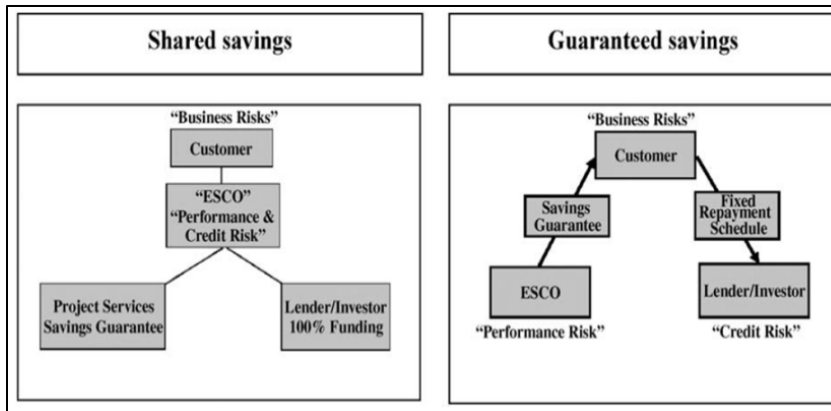 Shared savings
Guaranteed savings
“Business Risks”
Customer
“ESCO”
“Performance &
Credit Risk”
Project Services
Savings Guarantee
Lender/Investor
100% Funding
“Business Risks”
Customer
Savings
Guarantee
Fixed
Repayment
Schedule
ESCO
Lender/Investor
“Performance Risk”
“Credit Risk”